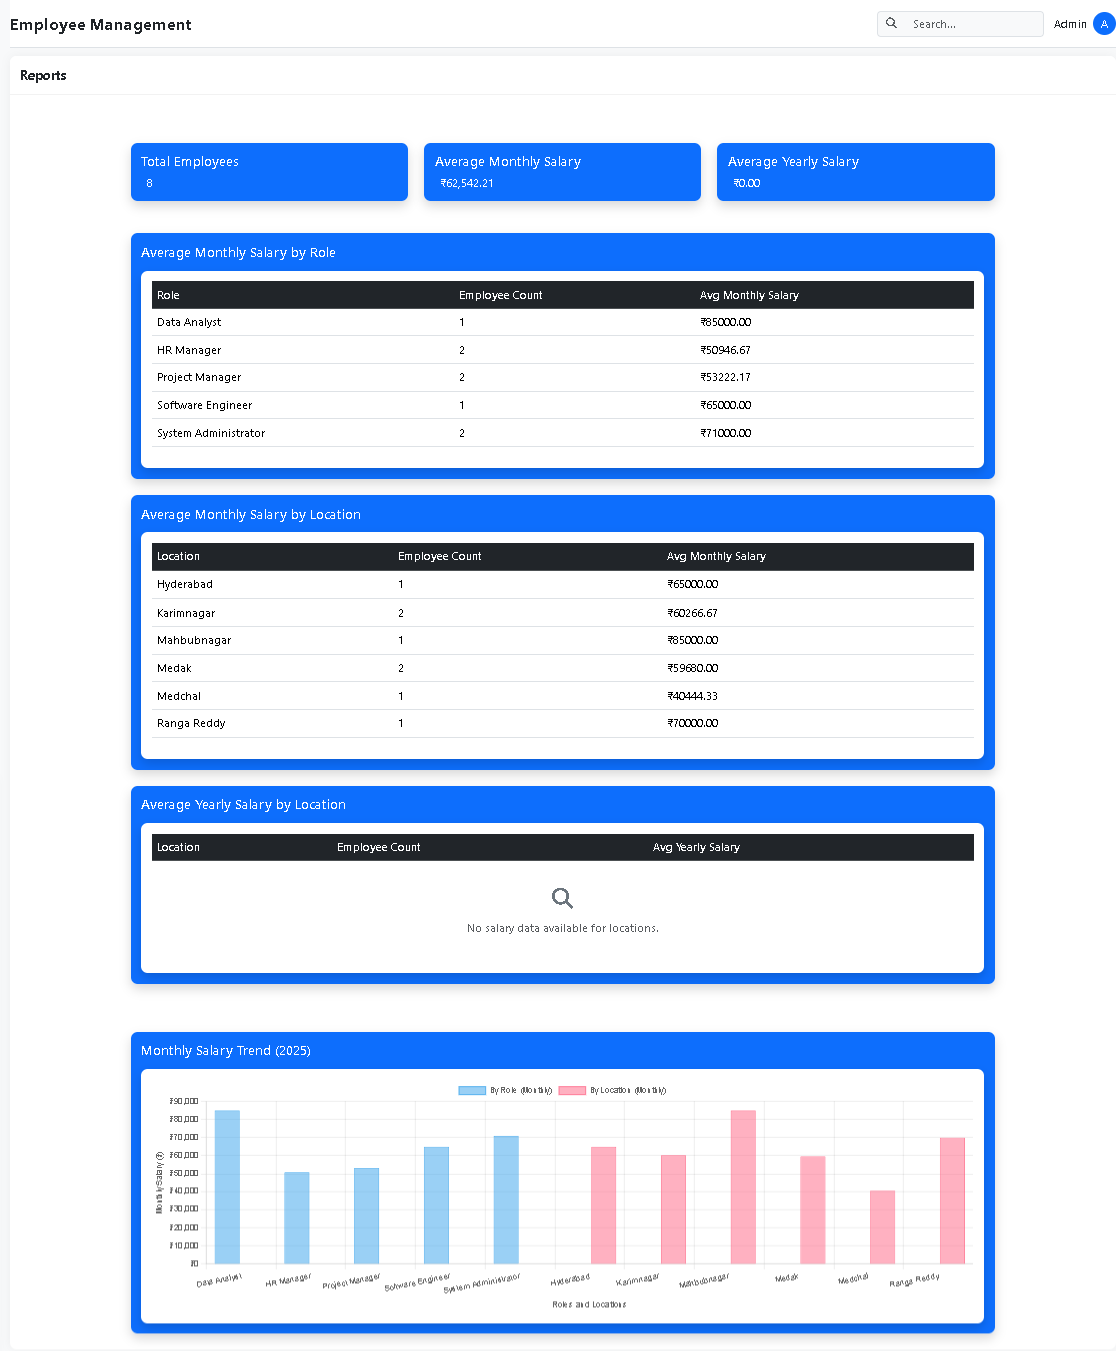 Employee Management
Search...
Admin
A
Reports
Total Employees
8
Average Monthly Salary
₹62,542.21
Average Yearly Salary
₹0.00
Average Monthly Salary by Role
Role Employee Count Avg Monthly Salary
Data Analyst 1 ₹85000.00
HR Manager 2 ₹50946.67
Project Manager 2 ₹53222.17
Software Engineer 1 ₹65000.00
System Administrator 2 ₹71000.00
Average Monthly Salary by Location
Location Employee Count Avg Monthly Salary
Hyderabad 1 ₹65000.00
Karimnagar 2 ₹60266.67
Mahbubnagar 1 ₹85000.00
Medak 2 ₹59680.00
Medchal 1 ₹40444.33
Ranga Reddy 1 ₹70000.00
Average Yearly Salary by Location
Location Employee Count Avg Yearly Salary
No salary data available for locations.
Monthly Salary Trend (2025)
By Role (Monthly) By Location (Monthly)
Monthly Salary (₹)
₹90,000
₹80,000
₹70,000
₹60,000
₹50,000
₹40,000
₹30,000
₹20,000
₹10,000
₹0
Data Analyst HR Manager Project Manager Software Engineer System Administrator Hyderabad Karimnagar Mahbubnagar Medak Medchal Ranga Reddy
Roles and Locations